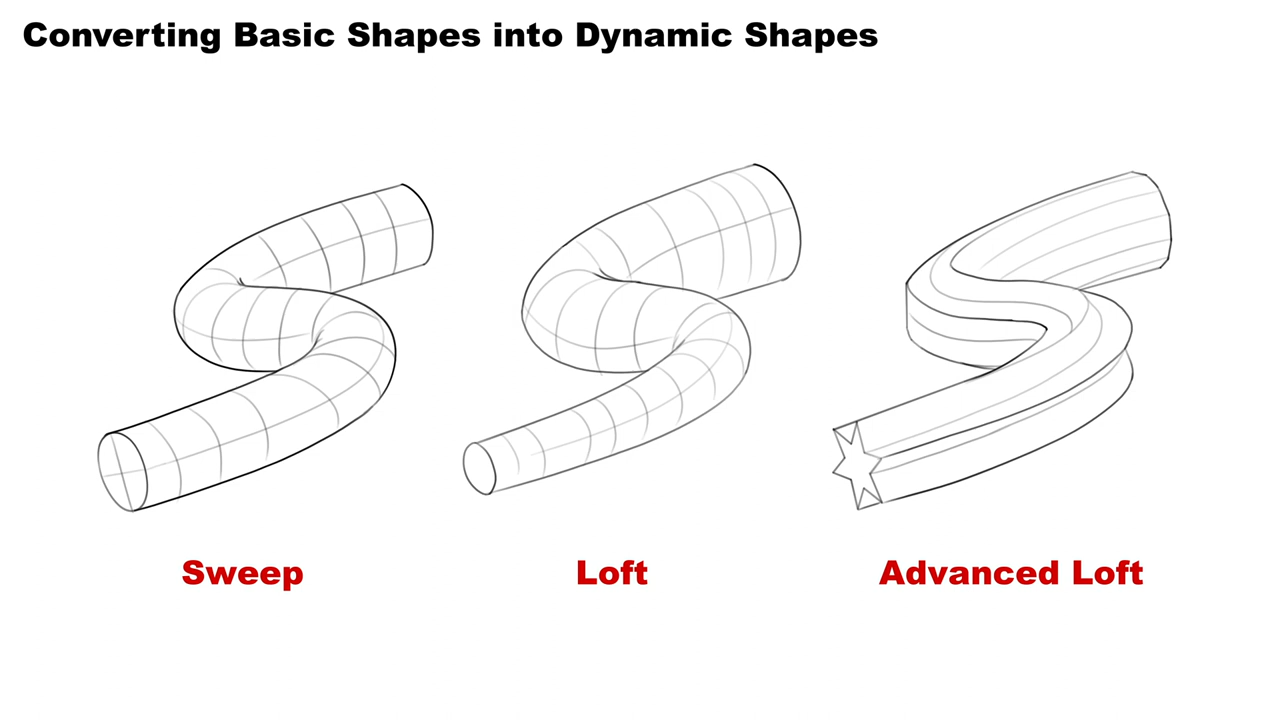 Converting Basic Shapes into Dynamic Shapes
Sweep
Loft
Advanced Loft